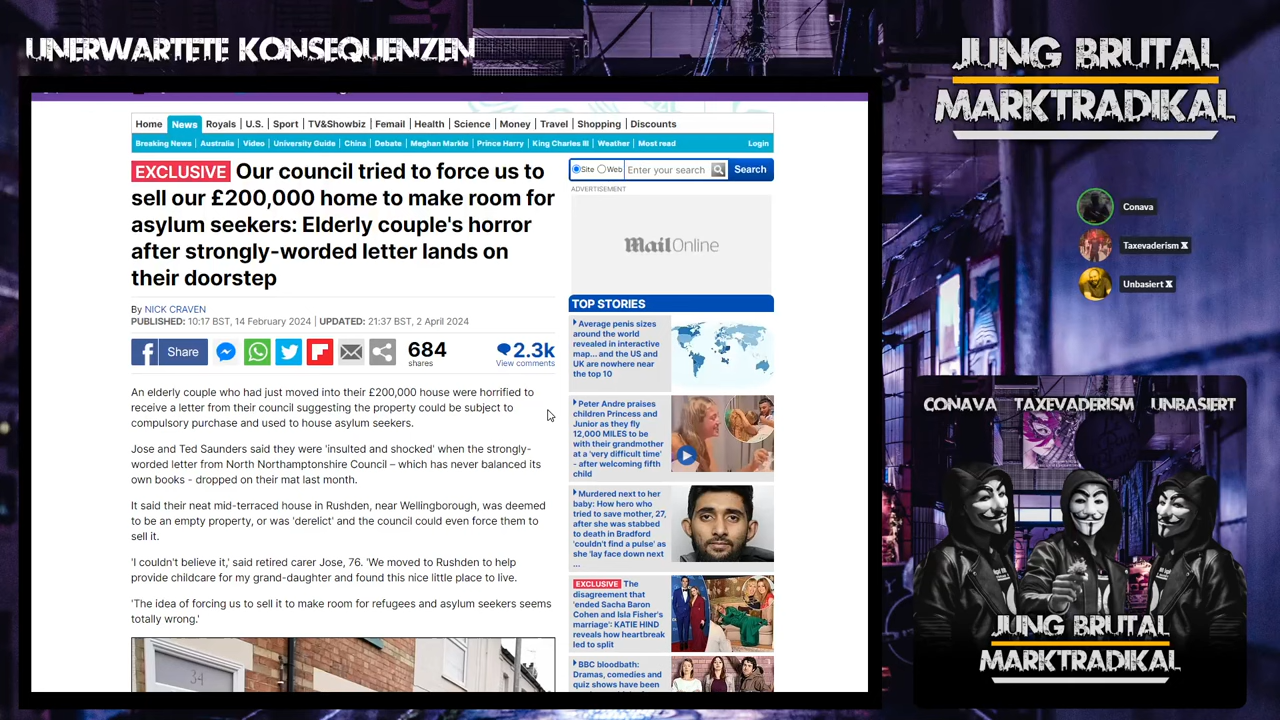 UNERWARTETE KONSEQUENZEN
JUNG BRUTAL
MARKTRADIKAL
Home | News | Royals | U.S. | Sport | TV&Showbiz | Femail | Health | Science | Money | Travel | Shopping | Discounts
Breaking News | Australia | Video | University Guide | China | Debate | Meghan Markle | Prince Harry | King Charles III | Weather | Most read
Login
EXCLUSIVE Our council tried to force us to
sell our £200,000 home to make room for
asylum seekers: Elderly couple's horror
after strongly-worded letter lands on
their doorstep
By NICK CRAVEN
PUBLISHED: 10:17 BST, 14 February 2024 | UPDATED: 21:37 BST, 2 April 2024
Share
684
shares
2.3k
View comments
An elderly couple who had just moved into their £200,000 house were horrified to
receive a letter from their council suggesting the property could be subject to
compulsory purchase and used to house asylum seekers.
Jose and Ted Saunders said they were 'insulted and shocked' when the strongly-
worded letter from North Northamptonshire Council – which has never balanced its
own books - dropped on their mat last month.
It said their neat mid-terraced house in Rushden, near Wellingborough, was deemed
to be an empty property, or was 'derelict' and the council could even force them to
sell it.
'I couldn't believe it,' said retired carer Jose, 76. 'We moved to Rushden to help
provide childcare for my grand-daughter and found this nice little place to live.
'The idea of forcing us to sell it to make room for refugees and asylum seekers seems
totally wrong.'
34
Site Web Enter your search Search
ADVERTISEMENT
Mail Online
TOP STORIES
Average penis sizes
around the world
revealed in interactive
map... and the US and
UK are nowhere near
the top 10
Peter Andre praises
children Princess and
Junior as they fly
12,000 MILES to be
with their grandmother
at a 'very difficult time'
- after welcoming fifth
child
Murdered next to her
baby: How hero who
tried to save mother, 27,
after she was stabbed
to death in Bradford
'couldn't find a pulse' as
she 'lay face down next
...
EXCLUSIVE The
disagreement that
'ended Sacha Baron
Cohen and Isla Fisher's
marriage': KATIE HIND
reveals how heartbreak
led to split
BBC bloodbath:
Dramas, comedies and
quiz shows have been
Conava
Taxevaderism X
Unbasiert X
CONAVA TAXEVADERISM UNBASIERT
JUNG BRUTAL
MARKTRADIKAL